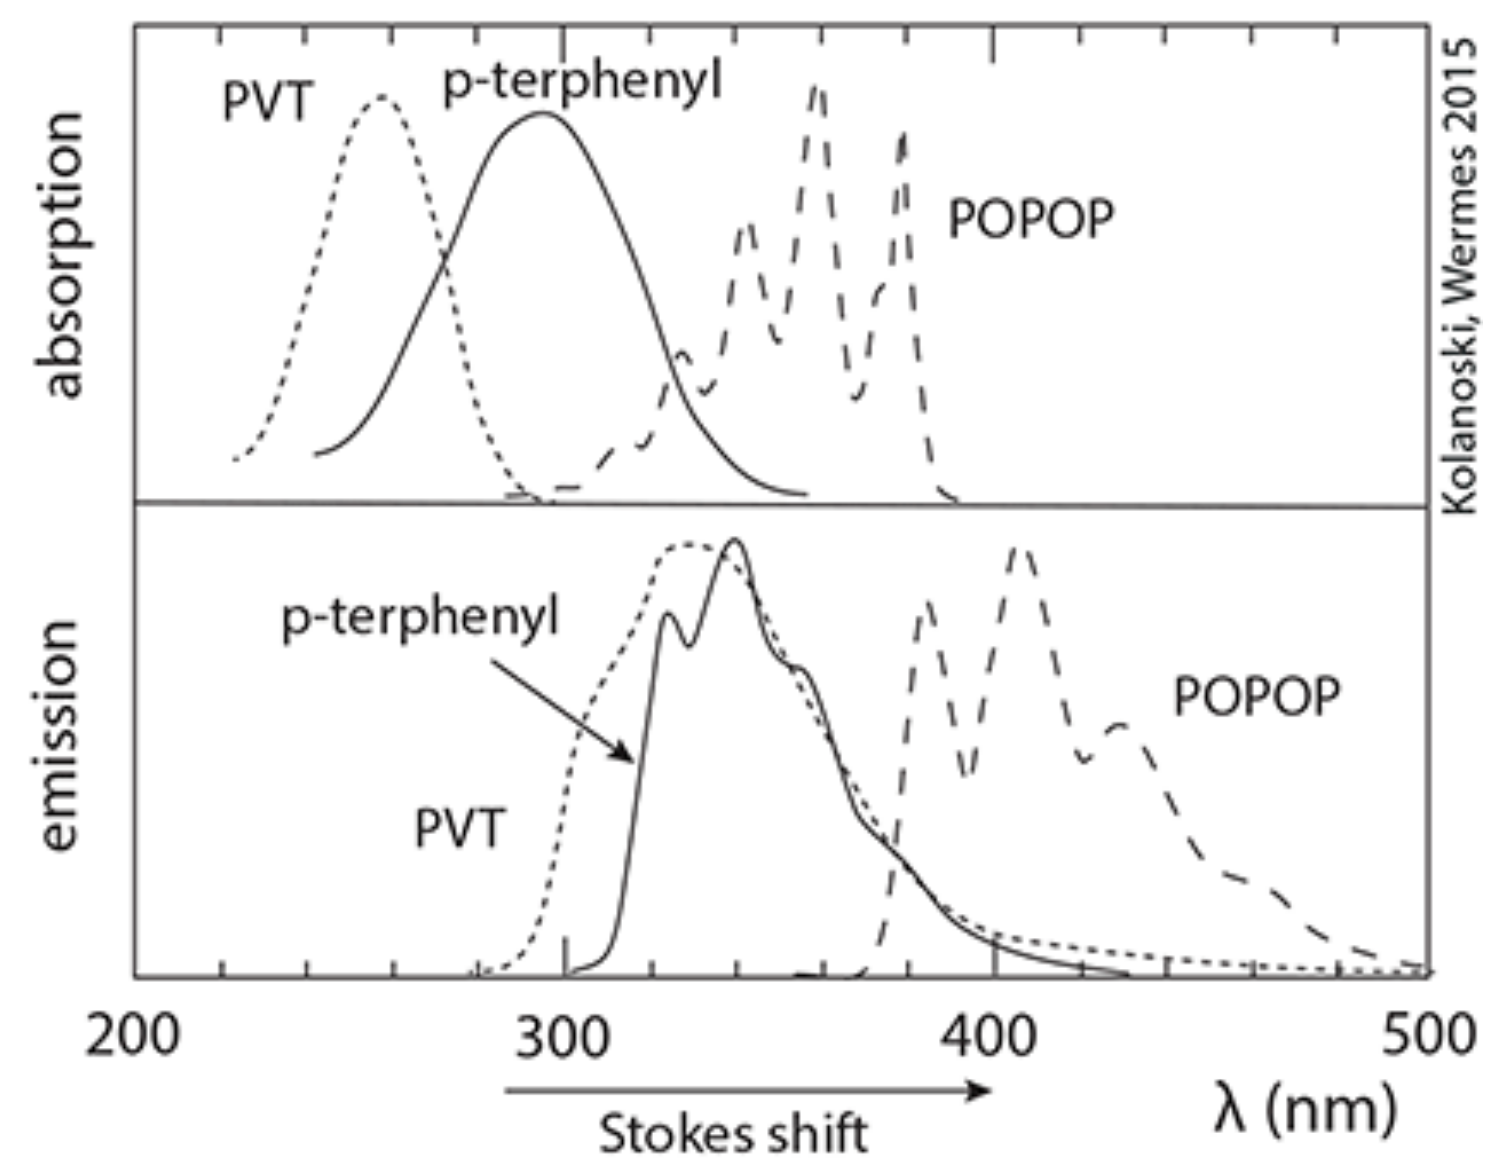 PVT
p-terphenyl
POPOP
absorption
Kolanoski, Wermes 2015
p-terphenyl
POPOP
PVT
emission
200
300
400
500
Stokes shift
λ (nm)